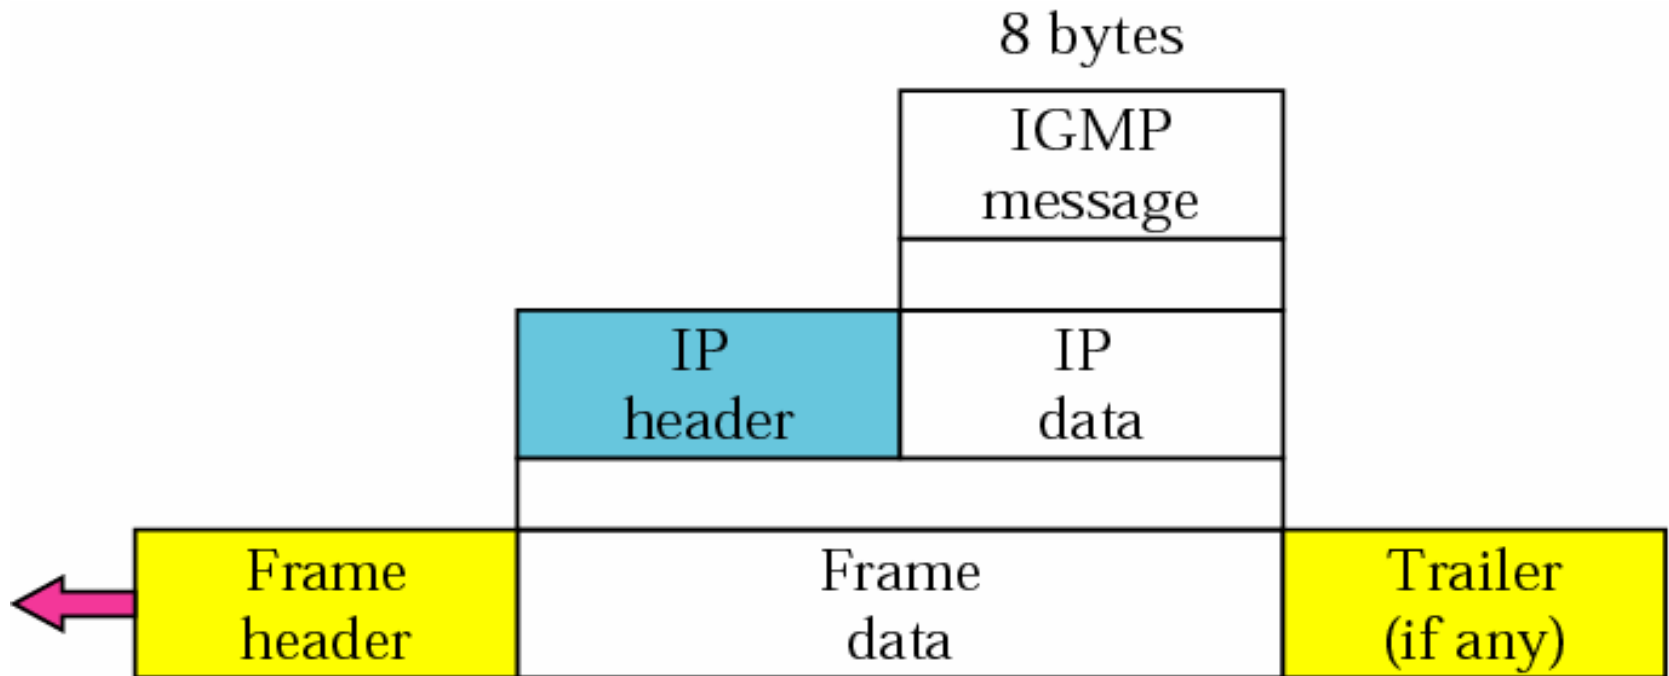 8 bytes
IGMP
message
IP
header
IP
data
Frame
header
Frame
data
Trailer
(if any)